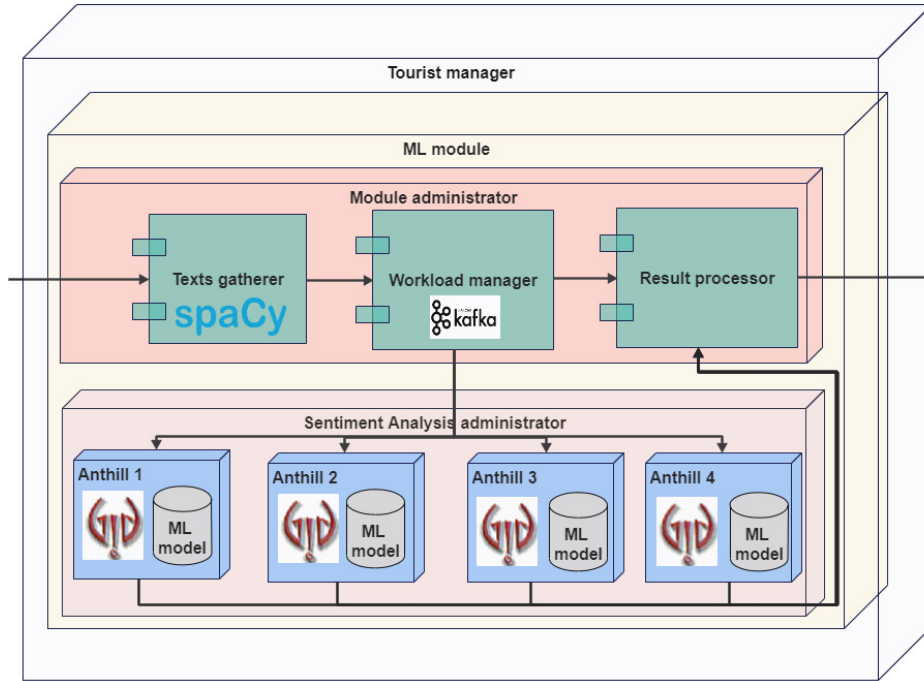 Tourist manager
ML module
Module administrator
Texts gatherer
spaCy
Workload manager
kafka
Result processor
Sentiment Analysis administrator
Anthill 1
ML
model
Anthill 2
ML
model
Anthill 3
ML
model
Anthill 4
ML
model